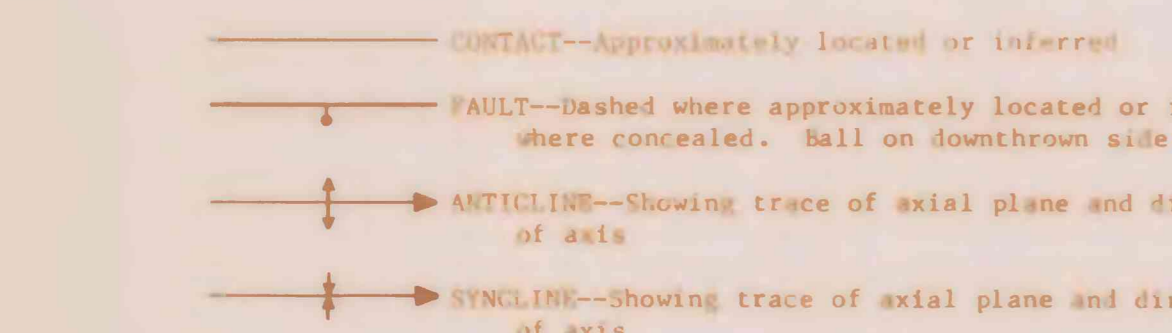 CONTACT--Approximately located or inferred
FAULT--Dashed where approximately located or
where concealed. Ball on downthrown side
ANTICLINE--Showing trace of axial plane and
of axis
SYNCLINE--Showing trace of axial plane and
of axis